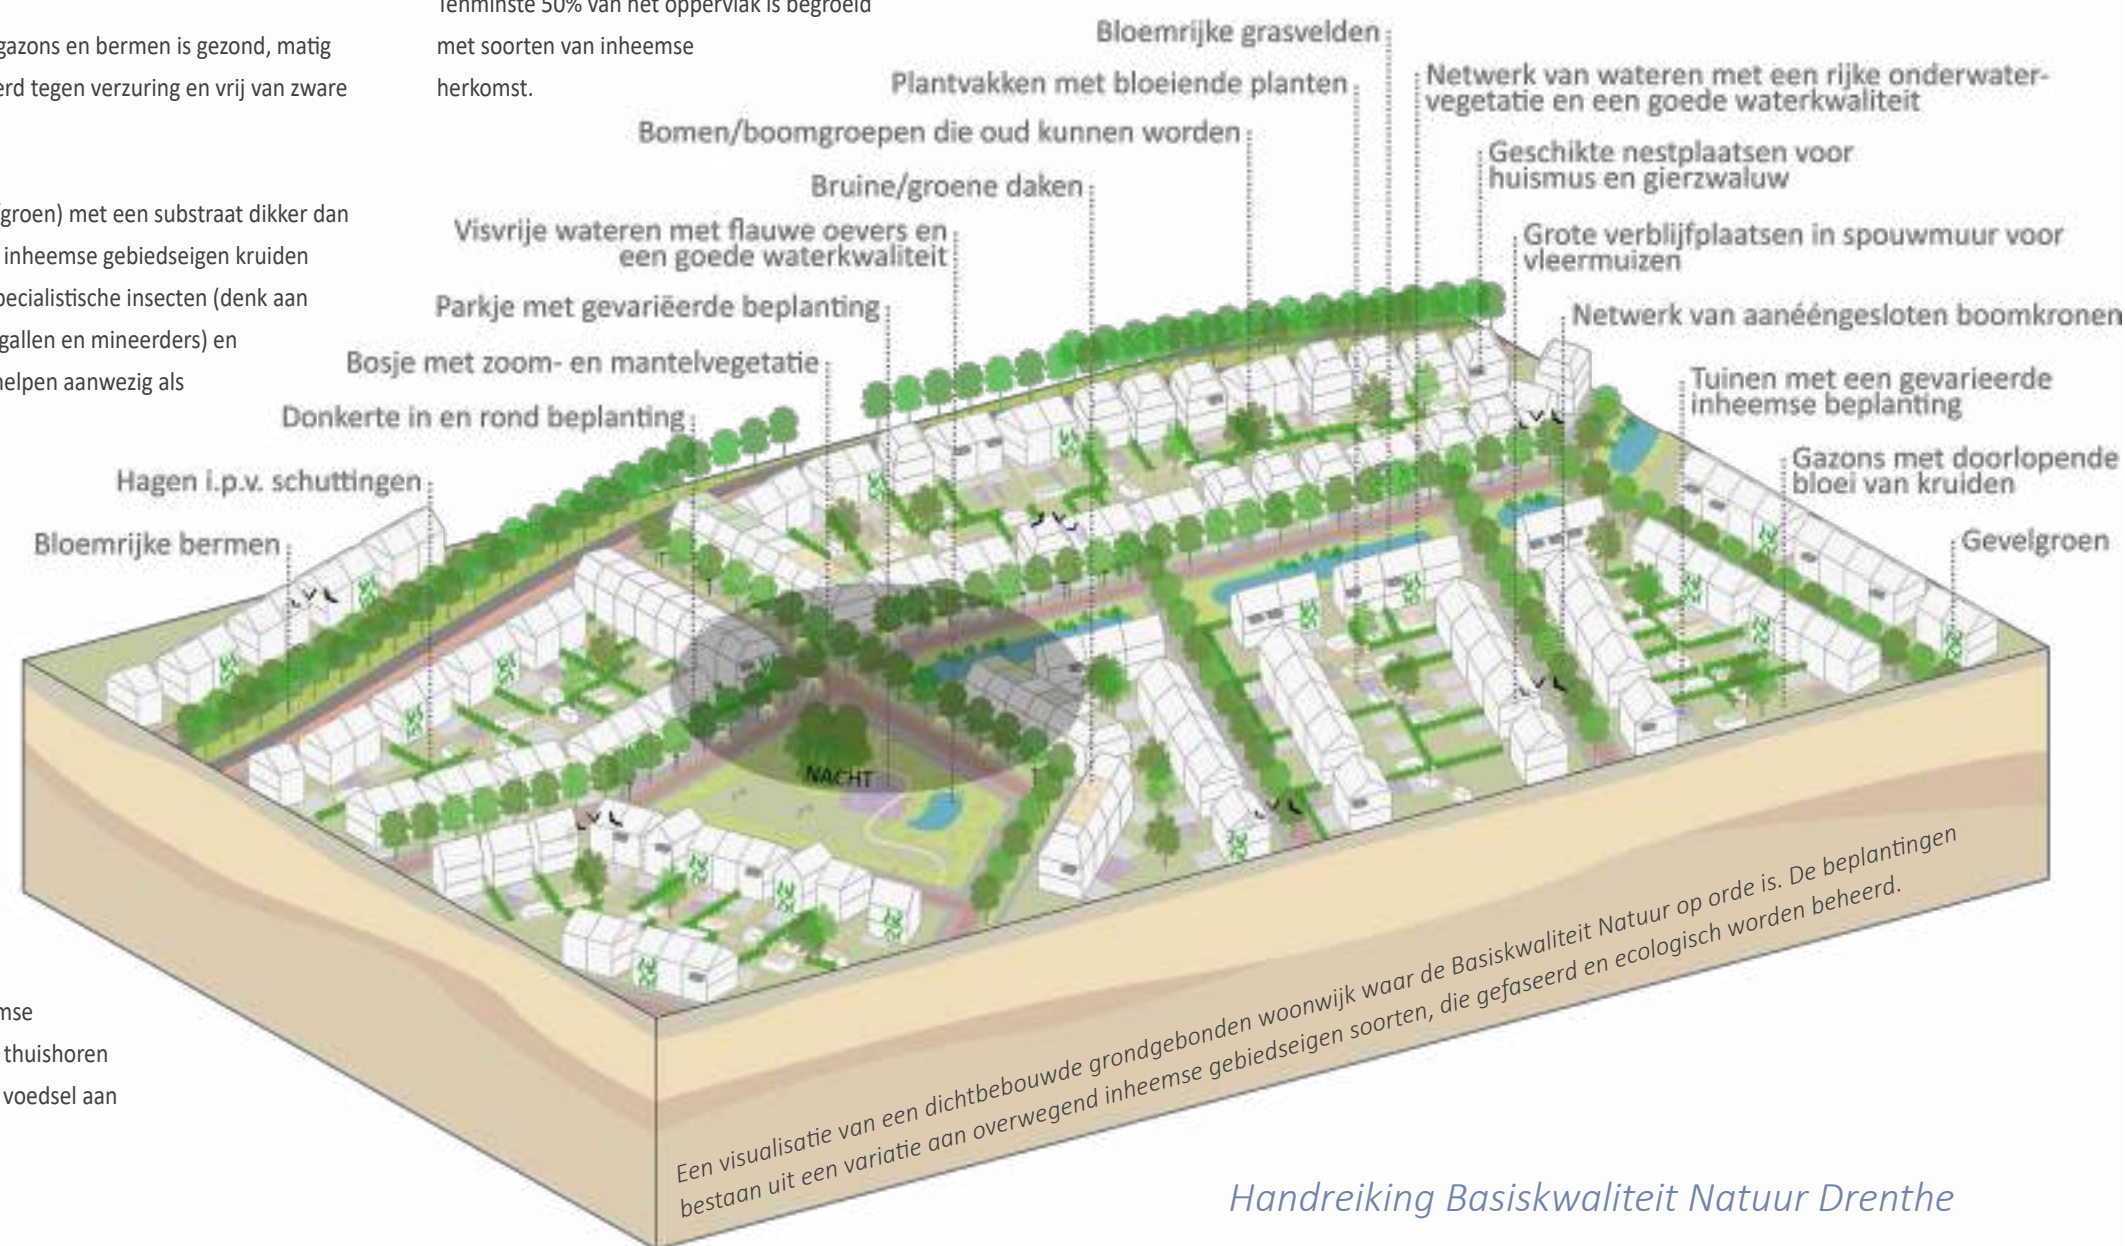 gazons en bermen is gezond, matig
erd tegen verzuring en vrij van zware
groen) met een substraat dikker dan
inheemse gebiedseigen kruiden
pecialistische insecten (denk aan
gallen en mineerders) en
helpen aanwezig als
Tenminste 50% van het oppervlak is begroeid
met soorten van inheemse
herkomst.
Bloemrijke grasvelden
Plantvakken met bloeiende planten
Bomen/boomgroepen die oud kunnen worden
Bruine/groene daken
Visvrije wateren met flauwe oevers en
een goede waterkwaliteit
Parkje met gevariëerde beplanting
Bosje met zoom- en mantelvegetatie
Donkerte in en rond beplanting
Hagen i.p.v. schuttingen
Bloemrijke bermen
Netwerk van wateren met een rijke onderwater-
vegetatie en een goede waterkwaliteit
Geschikte nestplaatsen voor
huismus en gierzwaluw
Grote verblijfplaatsen in spouwmuur voor
vleermuizen
Netwerk van aanééngesloten boomkronen
Tuinen met een gevarieerde
inheemse beplanting
Gazons met doorlopende
bloei van kruiden
Gevelgroen
NACHT
mse
thuishoren
voedsel aan
Een visualisatie van een dichtbebouwde grondgebonden woonwijk waar de Basiskwaliteit Natuur op orde is. De beplantingen
bestaan uit een variatie aan overwegend inheemse gebiedseigen soorten, die gefaseerd en ecologisch worden beheerd.
Handreiking Basiskwaliteit Natuur Drenthe